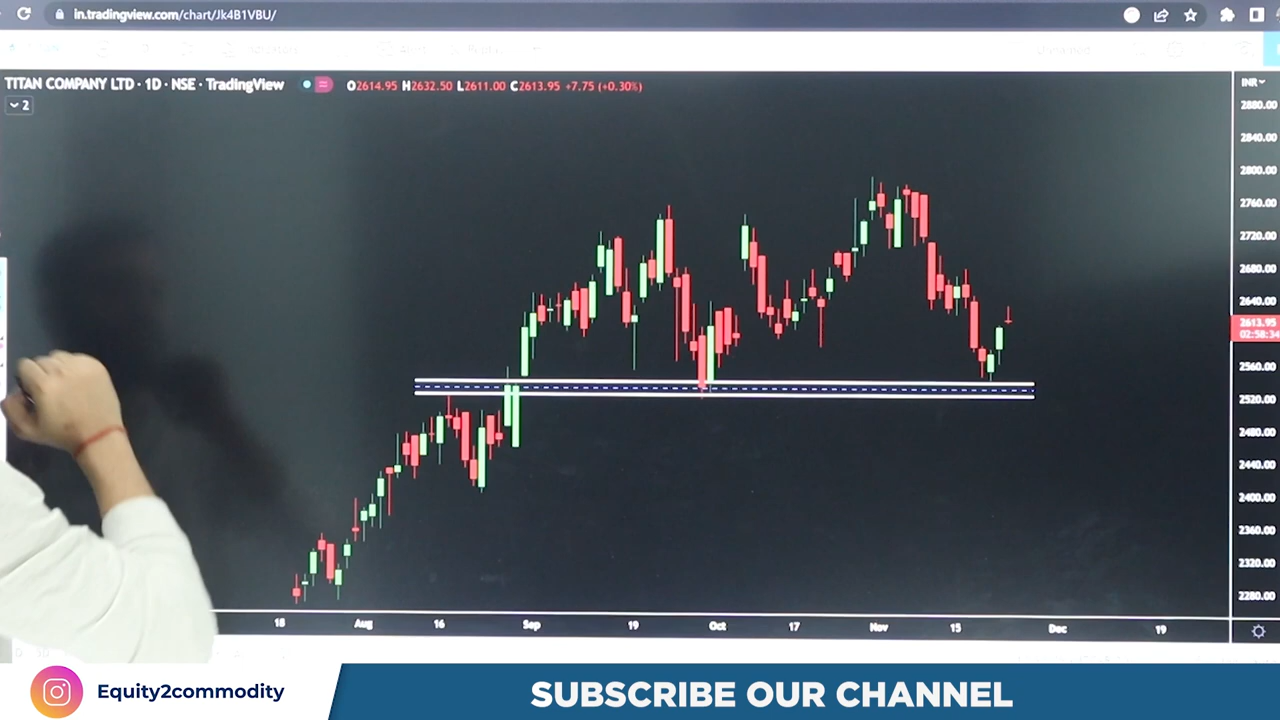 in.tradingview.com/chart/Jk4B1VBU/
Indicators
Alert
Replay
TITAN COMPANY LTD · 1D · NSE · TradingView
O2614.95 H2632.50 L2611.00 C2613.95 +7.75 (+0.30%)
2
INR
2880.00
2840.00
2800.00
2760.00
2720.00
2680.00
2640.00
2613.95
02:58:34
2560.00
2520.00
2480.00
2440.00
2400.00
2360.00
2320.00
2280.00
18 Aug 16 Sep 19 Oct 17 Nov 15 Dec 19
Equity2commodity
SUBSCRIBE OUR CHANNEL